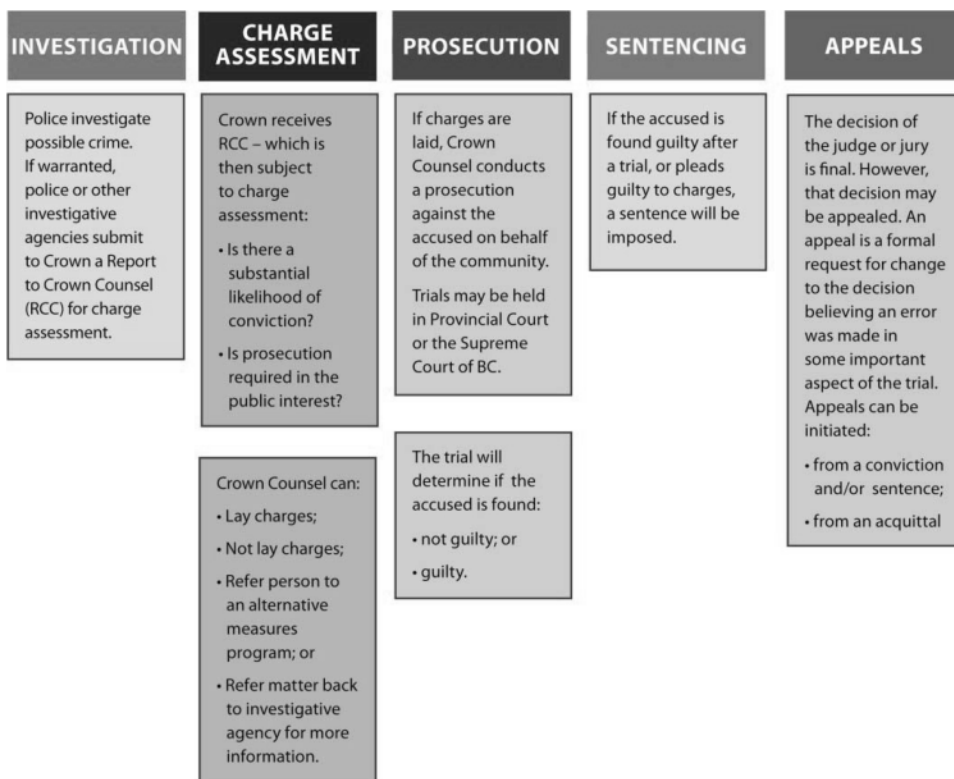 INVESTIGATION
Police investigate
possible crime.
If warranted,
police or other
investigative
agencies submit
to Crown a Report
to Crown Counsel
(RCC) for charge
assessment.
CHARGE
ASSESSMENT
Crown receives
RCC – which is
then subject
to charge
assessment:
• Is there a
substantial
likelihood of
conviction?
• Is prosecution
required in the
public interest?
Crown Counsel can:
• Lay charges;
• Not lay charges;
• Refer person to
an alternative
measures
program; or
• Refer matter back
to investigative
agency for more
information.
PROSECUTION
If charges are
laid, Crown
Counsel conducts
a prosecution
against the
accused on behalf
of the community.
Trials may be held
in Provincial Court
or the Supreme
Court of BC.
The trial will
determine if the
accused is found:
• not guilty; or
• guilty.
SENTENCING
If the accused is
found guilty after
a trial, or pleads
guilty to charges,
a sentence will be
imposed.
APPEALS
The decision of
the judge or jury
is final. However,
that decision may
be appealed. An
appeal is a formal
request for change
to the decision
believing an error
was made in
some important
aspect of the trial.
Appeals can be
initiated:
• from a conviction
and/or sentence;
• from an acquittal